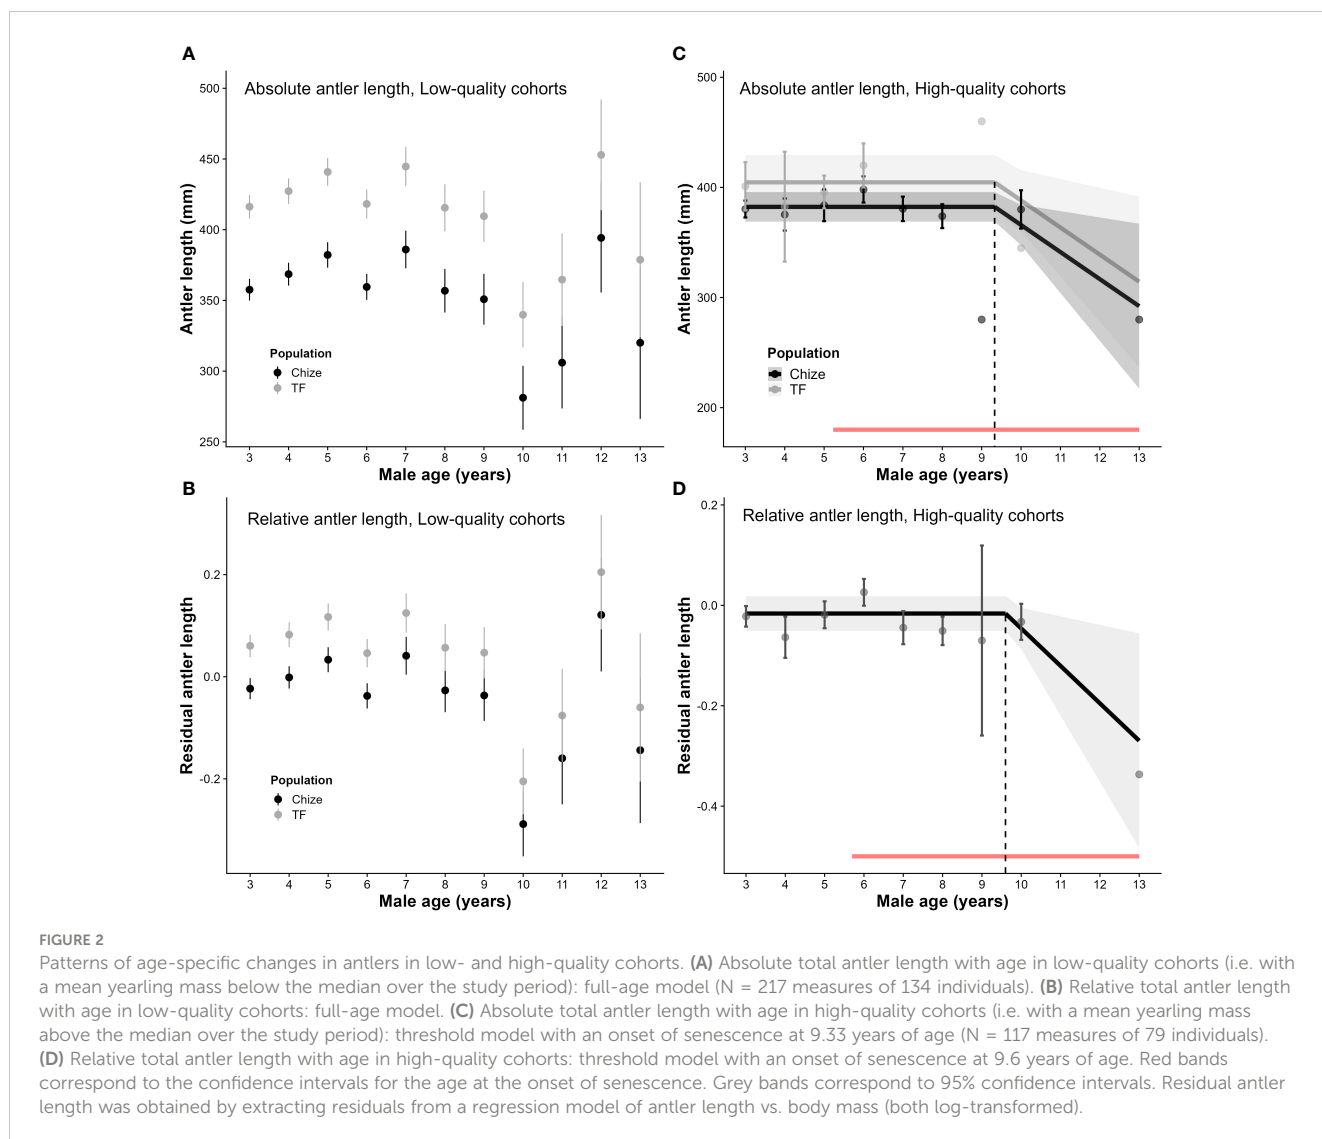 A
Absolute antler length, Low-quality cohorts
Antler length (mm)
500
450
400
350
300
250
Population
Chize
TF
3 4 5 6 7 8 9 10 11 12 13
Male age (years)
B
Relative antler length, Low-quality cohorts
Residual antler length
0.2
0.0
-0.2
Population
Chize
TF
3 4 5 6 7 8 9 10 11 12 13
Male age (years)
C
Absolute antler length, High-quality cohorts
Antler length (mm)
500
400
300
200
Population
Chize
TF
3 4 5 6 7 8 9 10 11 12 13
Male age (years)
D
Relative antler length, High-quality cohorts
Residual antler length
0.2
0.0
-0.2
-0.4
3 4 5 6 7 8 9 10 11 12 13
Male age (years)
FIGURE 2
Patterns of age-specific changes in antlers in low- and high-quality cohorts. (A) Absolute total antler length with age in low-quality cohorts (i.e. with
a mean yearling mass below the median over the study period): full-age model (N = 217 measures of 134 individuals). (B) Relative total antler length
with age in low-quality cohorts: full-age model. (C) Absolute total antler length with age in high-quality cohorts (i.e. with a mean yearling mass
above the median over the study period): threshold model with an onset of senescence at 9.33 years of age (N = 117 measures of 79 individuals).
(D) Relative total antler length with age in high-quality cohorts: threshold model with an onset of senescence at 9.6 years of age. Red bands
correspond to the confidence intervals for the age at the onset of senescence. Grey bands correspond to 95% confidence intervals. Residual antler
length was obtained by extracting residuals from a regression model of antler length vs. body mass (both log-transformed).